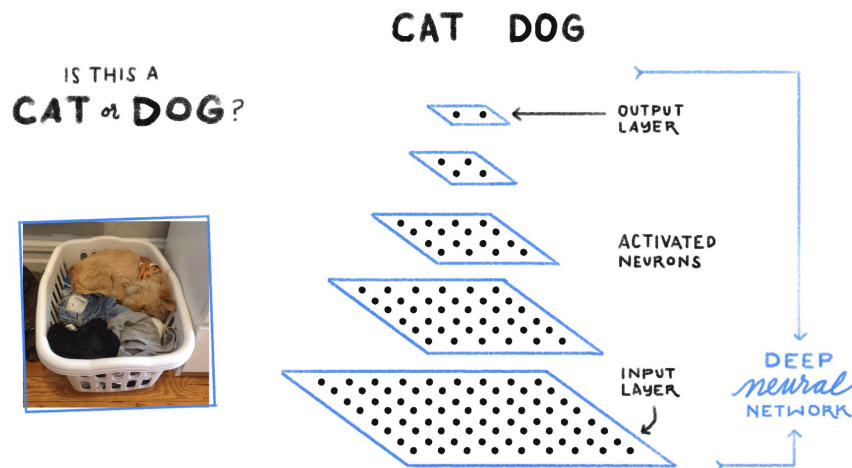 CAT DOG
IS THIS A
CAT or DOG?
OUTPUT
LAYER
ACTIVATED
NEURONS
INPUT
LAYER
DEEP
neural
NETWORK